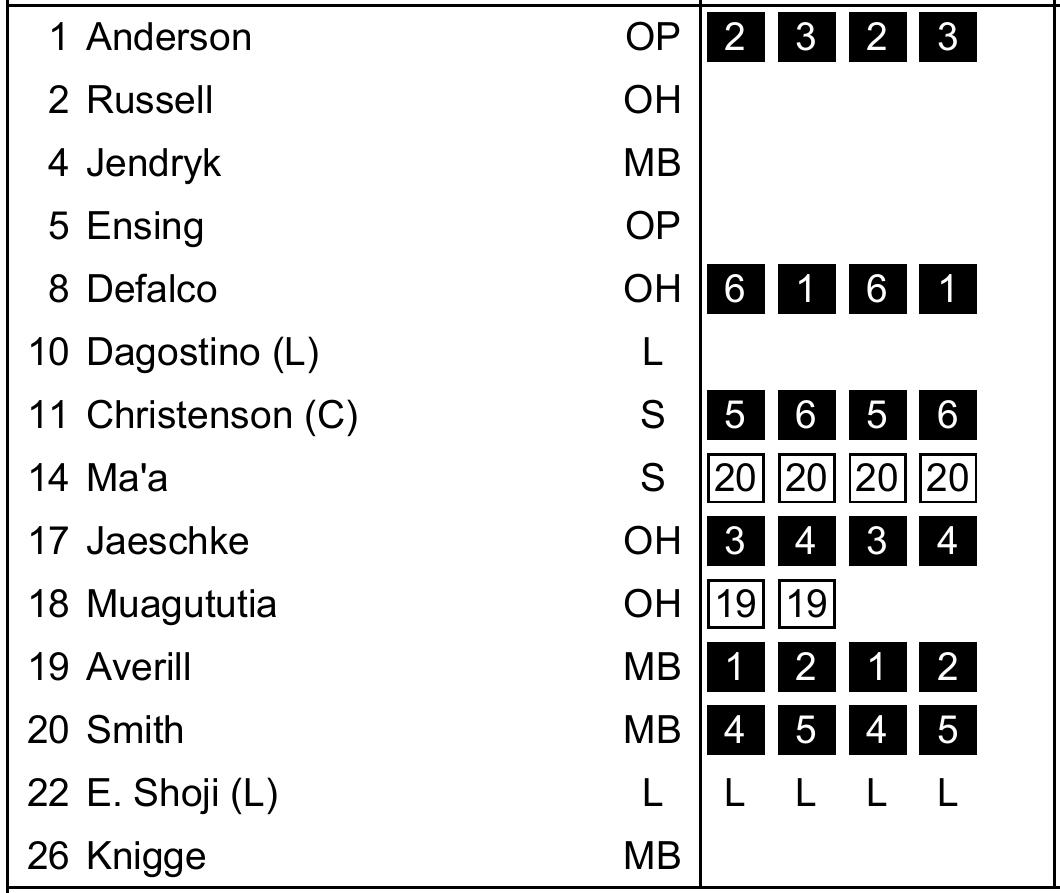 1 Anderson OP 2 3 2 3
2 Russell OH
4 Jendryk MB
5 Ensing OP
8 Defalco OH 6 1 6 1
10 Dagostino (L) L
11 Christenson (C) S 5 6 5 6
14 Ma'a S 20 20 20 20
17 Jaeschke OH 3 4 3 4
18 Muagututia OH 19 19
19 Averill MB 1 2 1 2
20 Smith MB 4 5 4 5
22 E. Shoji (L) L L L L L
26 Knigge MB